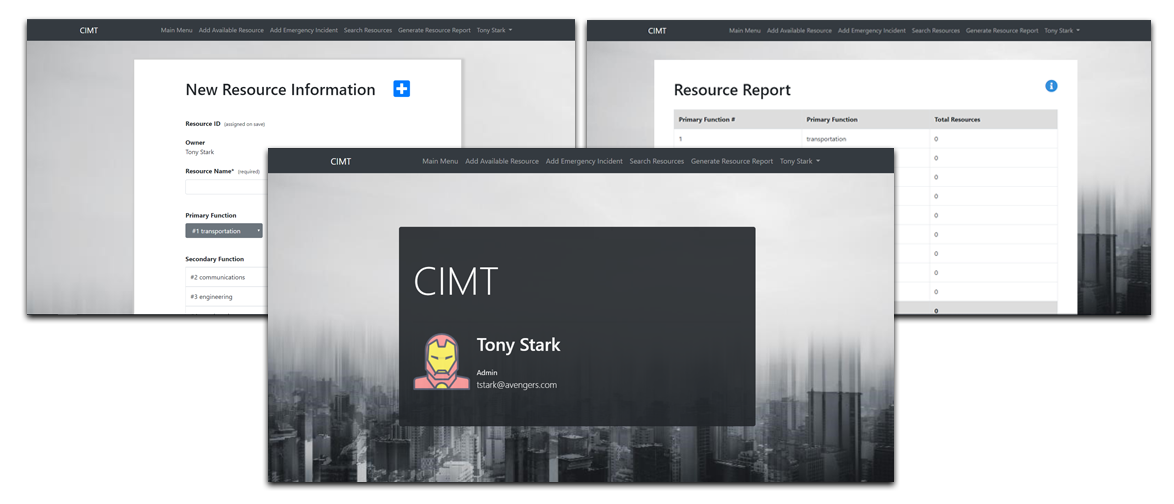 CIMT Main Menu Add Available Resource Add Emergency Incident Search Resources Generate Resource Report Tony Stark
New Resource Information
Resource ID (assigned on save)
Owner
Tony Stark
Resource Name* (required)
Primary Function
#1 transportation
Secondary Function
#2 communications
#3 engineering
CIMT Main Menu Add Available Resource Add Emergency Incident Search Resources Generate Resource Report Tony Stark
Resource Report
Primary Function # Primary Function Total Resources
1 transportation 0
0
0
0
0
0
0
0
0
0
CIMT Main Menu Add Available Resource Add Emergency Incident Search Resources Generate Resource Report Tony Stark
CIMT
Tony Stark
Admin
tstark@avengers.com